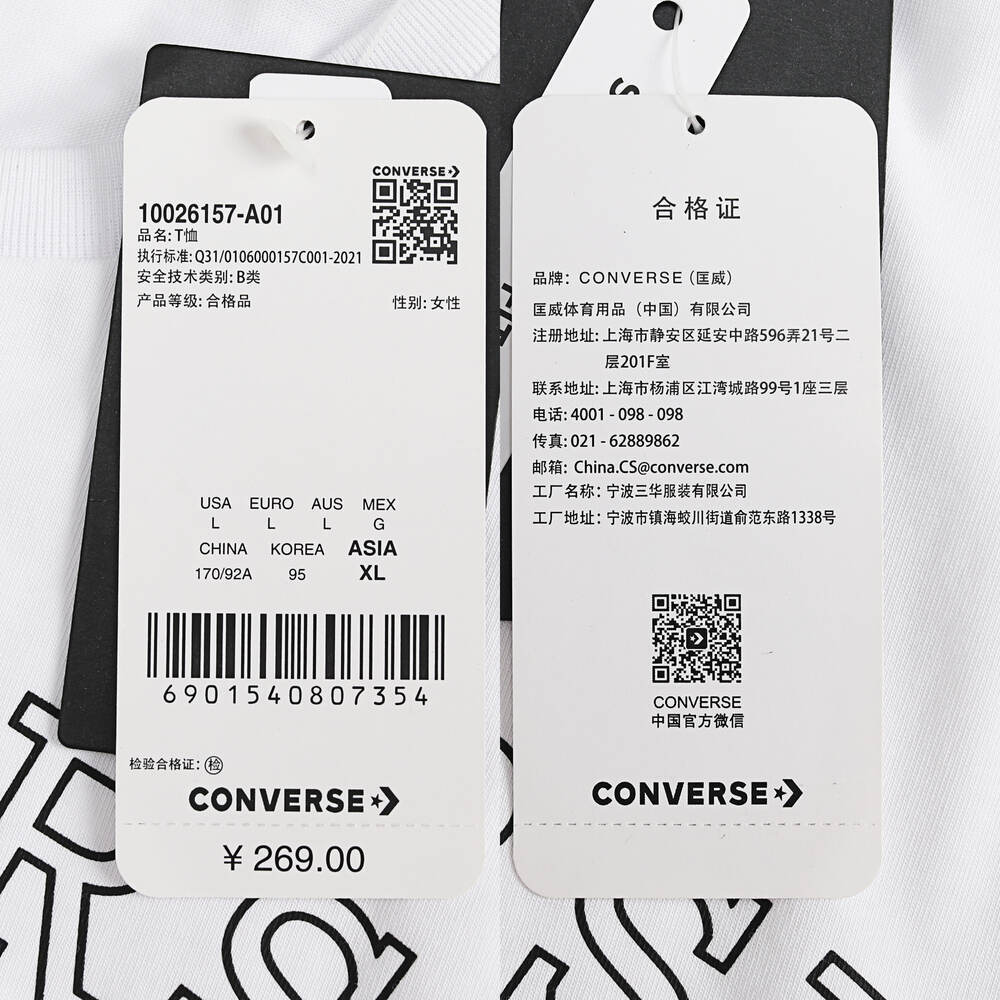 CONVERSE
10026157-A01
品名: T恤
执行标准: Q31/0106000157C001-2021
安全技术类别: B类
产品等级: 合格品 性别: 女性
USA EURO AUS MEX
L L L G
CHINA KOREA ASIA
170/92A 95 XL
6901540807354
检验合格证: 检
CONVERSE
¥ 269.00
合格证
品牌: CONVERSE (匡威)
匡威体育用品（中国）有限公司
注册地址: 上海市静安区延安中路596弄21号二
层201F室
联系地址: 上海市杨浦区江湾城路99号1座三层
电话: 4001 - 098 - 098
传真: 021 - 62889862
邮箱: China.CS@converse.com
工厂名称: 宁波三华服装有限公司
工厂地址: 宁波市镇海蛟川街道俞范东路1338号
CONVERSE
中国官方微信
CONVERSE